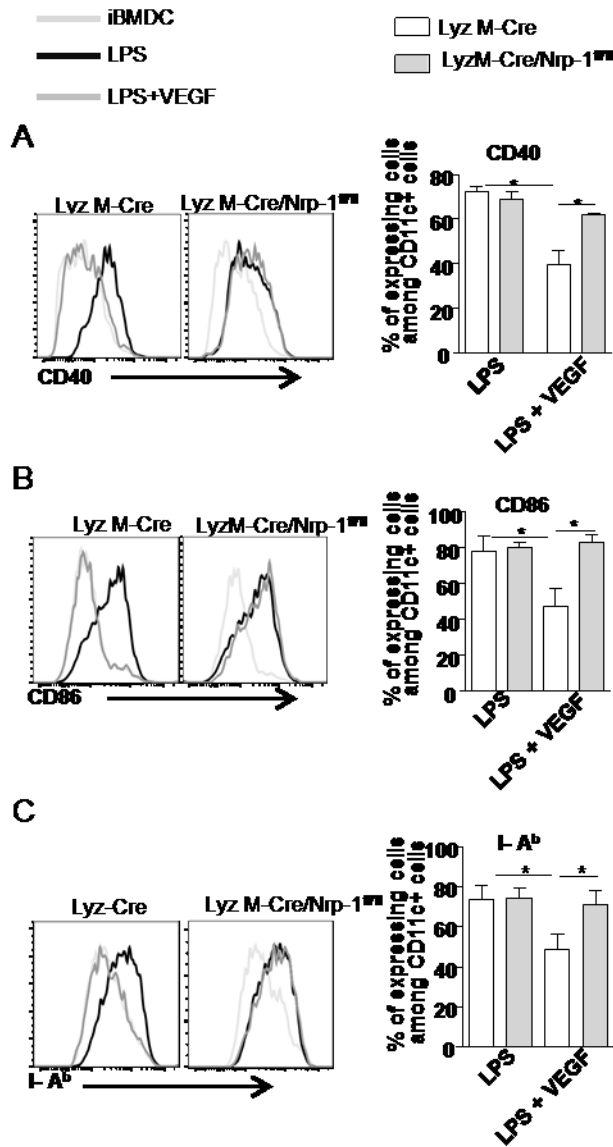 iBMDC
LPS
LPS+VEGF
Lyz M-Cre
LyzM-Cre/Nrp-1
A
Lyz M-Cre
Lyz M-Cre/Nrp-1
CD40
CD40
% of expressing cells
among CD11c+ cells
80
60
40
20
0
*
*
LPS
LPS + VEGF
B
Lyz M-Cre
LyzM-Cre/Nrp-1
CD86
CD86
% of expressing cells
among CD11c+ cells
100
80
60
40
20
0
*
*
LPS
LPS + VEGF
C
Lyz-Cre
Lyz M-Cre/Nrp-1
I- Aᵇ
I- Aᵇ
% of expressing cells
among CD11c+ cells
100
80
60
40
20
0
*
*
LPS
LPS + VEGF